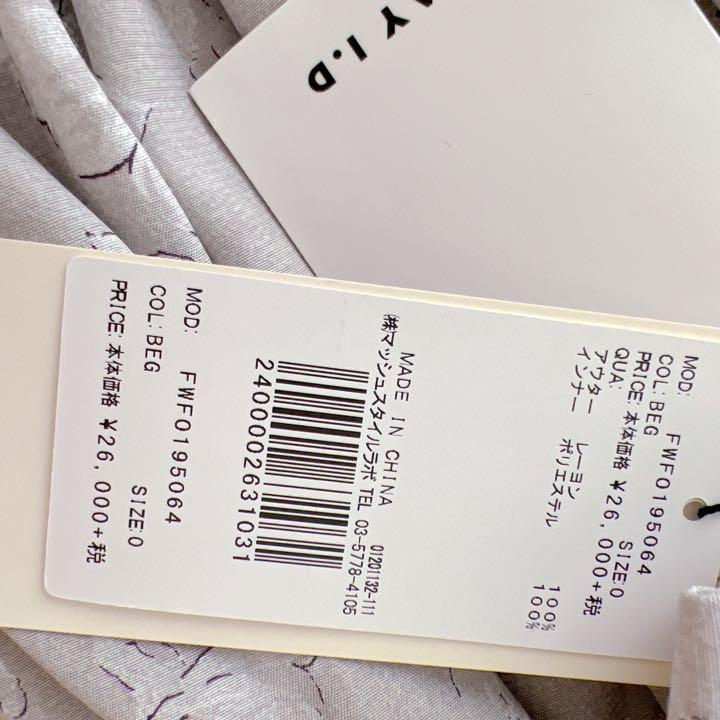 AY I.D
MOD: FWF0195064
COL:BEG SIZE:0
PRICE:本体価格 ¥26,000+税
QUA:
アウター レーヨン 100%
インナー ポリエステル 100%
MADE IN CHINA 01201132-111
㈱マッシュスタイルラボ TEL 03-5778-4105
2400002631031
MOD: FWF0195064
COL:BEG SIZE:0
PRICE:本体価格 ¥26,000+税